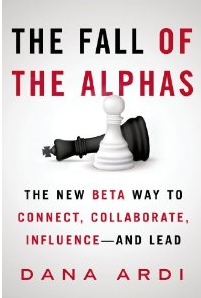 THE FALL OF
THE ALPHAS
THE NEW BETA WAY TO
CONNECT, COLLABORATE,
INFLUENCE—AND LEAD
DANA ARDI